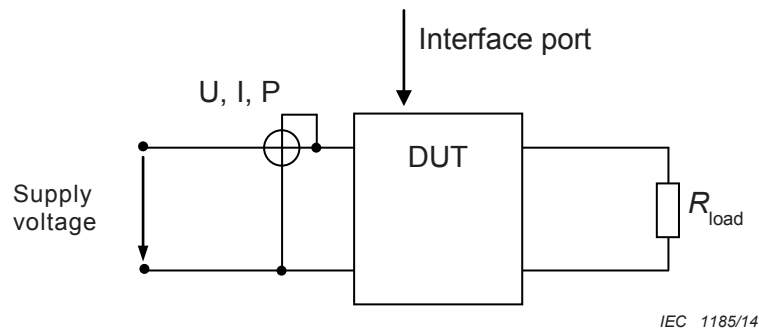 Interface port
U, I, P
DUT
Supply
voltage
Rload
IEC 1185/14